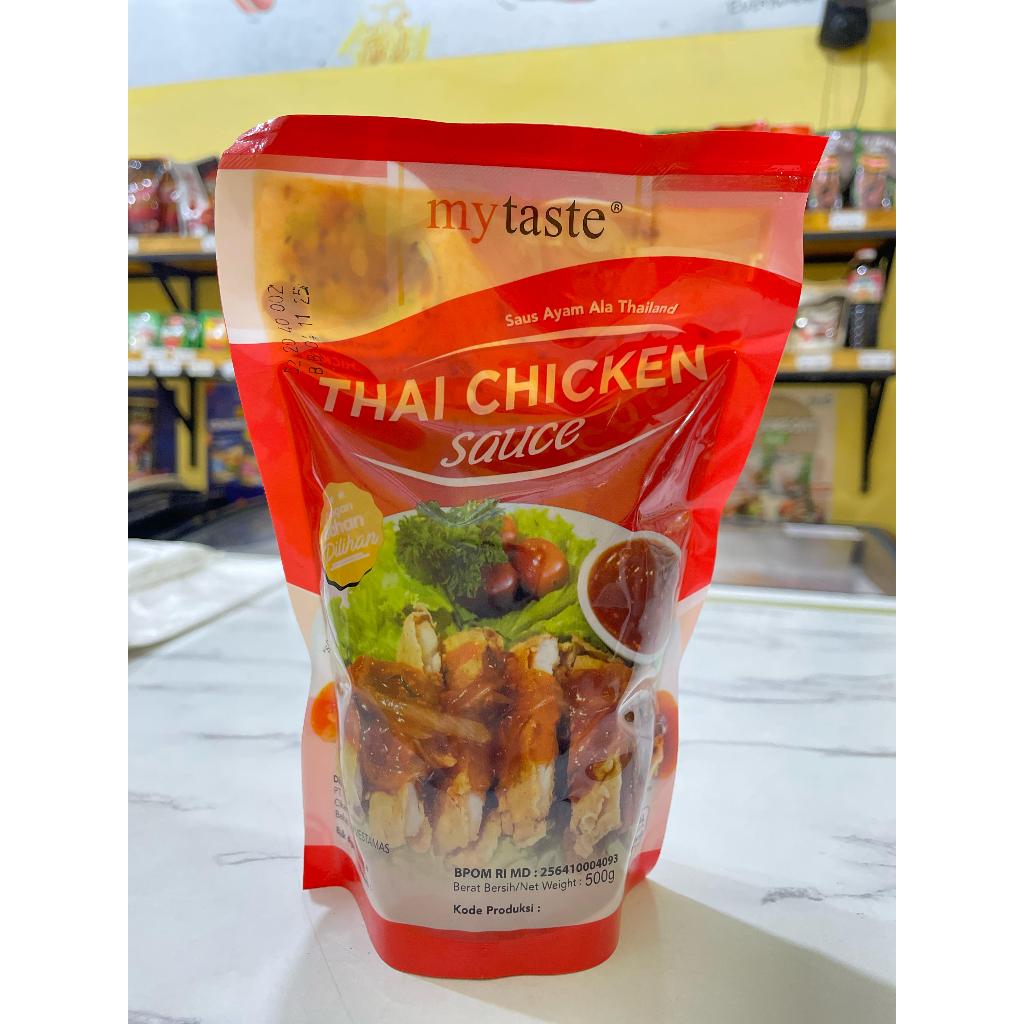 mytaste®
Saus Ayam Ala Thailand
THAI CHICKEN
sauce
Dilihan
BPOM RI MD : 256410004093
Berat Bersih/Net Weight : 500g
Kode Produksi :